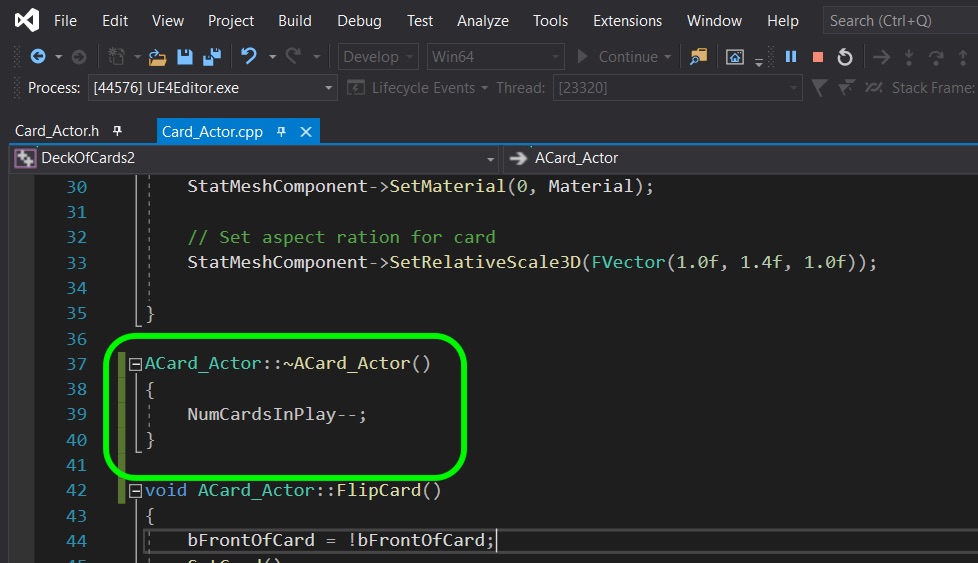 File Edit View Project Build Debug Test Analyze Tools Extensions Window Help Search (Ctrl+Q)
Develop Win64 Continue
Process: [44576] UE4Editor.exe Lifecycle Events Thread: [23320] Stack Frame:
Card_Actor.h Card_Actor.cpp
DeckOfCards2 ACard_Actor
30 StatMeshComponent->SetMaterial(0, Material);
31
32 // Set aspect ration for card
33 StatMeshComponent->SetRelativeScale3D(FVector(1.0f, 1.4f, 1.0f));
34
35 }
36
37 ACard_Actor::~ACard_Actor()
38 {
39 NumCardsInPlay--;
40 }
41
42 void ACard_Actor::FlipCard()
43 {
44 bFrontOfCard = !bFrontOfCard;